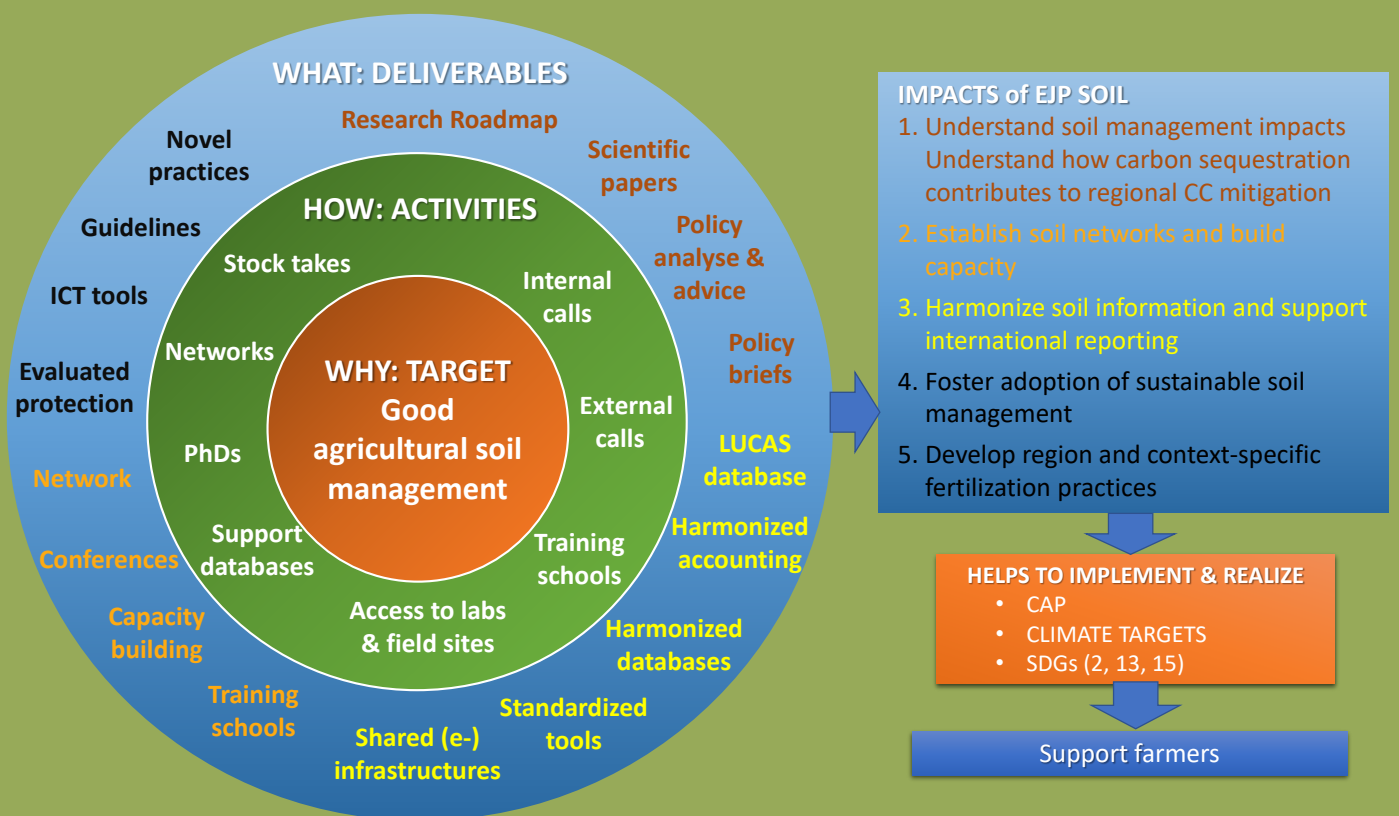 WHAT: DELIVERABLES
Research Roadmap
Scientific
papers
Policy
analyse &
advice
Policy
briefs
LUCAS
database
Harmonized
accounting
Harmonized
databases
Standardized
tools
Shared (e-)
infrastructures
Training
schools
Capacity
building
Conferences
Network
Evaluated
protection
ICT tools
Guidelines
Novel
practices
HOW: ACTIVITIES
Stock takes
Internal
calls
External
calls
Training
schools
Access to labs
& field sites
Support
databases
PhDs
Networks
WHY: TARGET
Good
agricultural soil
management
IMPACTS of EJP SOIL
1. Understand soil management impacts
Understand how carbon sequestration
contributes to regional CC mitigation
2. Establish soil networks and build
capacity
3. Harmonize soil information and support
international reporting
4. Foster adoption of sustainable soil
management
5. Develop region and context-specific
fertilization practices
HELPS TO IMPLEMENT & REALIZE
• CAP
• CLIMATE TARGETS
• SDGs (2, 13, 15)
Support farmers